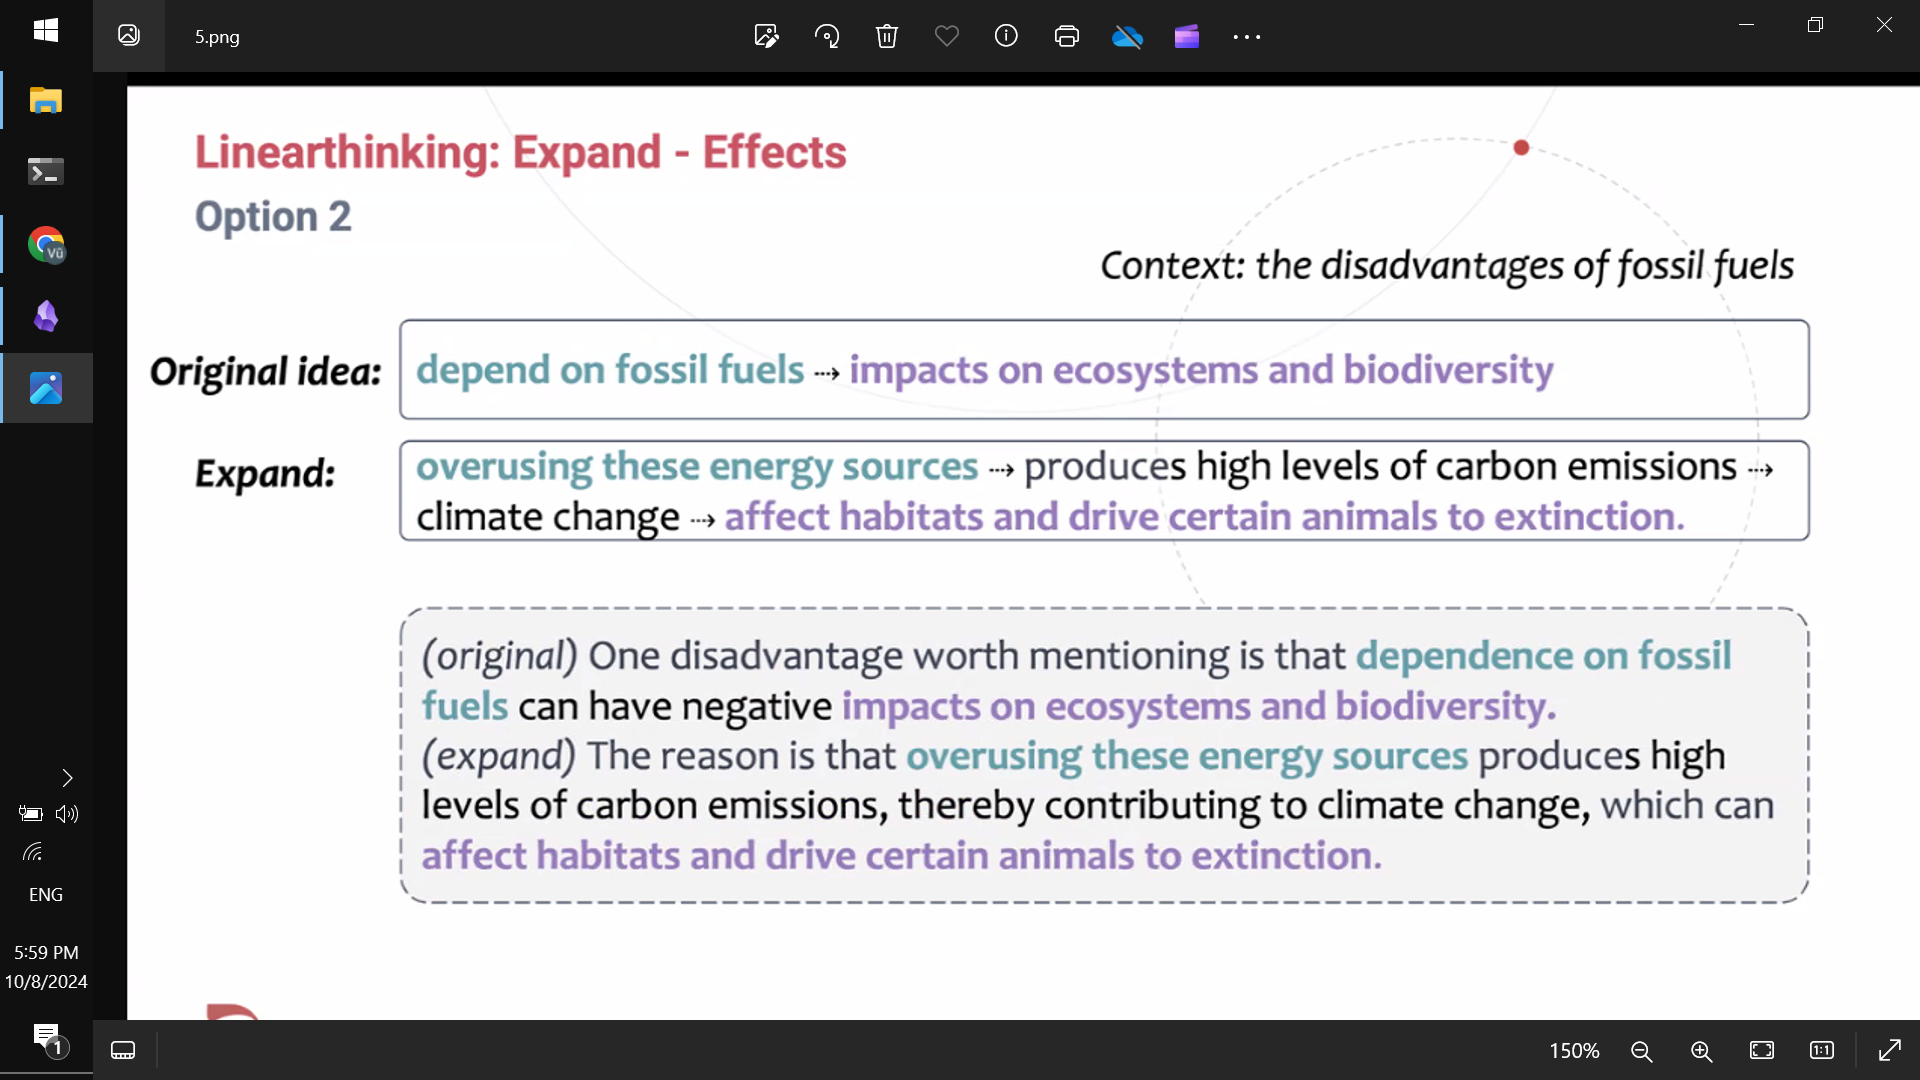 5.png
Linearthinking: Expand - Effects
Option 2
Context: the disadvantages of fossil fuels
Original idea: depend on fossil fuels ⇢ impacts on ecosystems and biodiversity
Expand: overusing these energy sources ⇢ produces high levels of carbon emissions ⇢
climate change ⇢ affect habitats and drive certain animals to extinction.
(original) One disadvantage worth mentioning is that dependence on fossil
fuels can have negative impacts on ecosystems and biodiversity.
(expand) The reason is that overusing these energy sources produces high
levels of carbon emissions, thereby contributing to climate change, which can
affect habitats and drive certain animals to extinction.
Vũ
ENG
5:59 PM
10/8/2024
1
150%
1:1